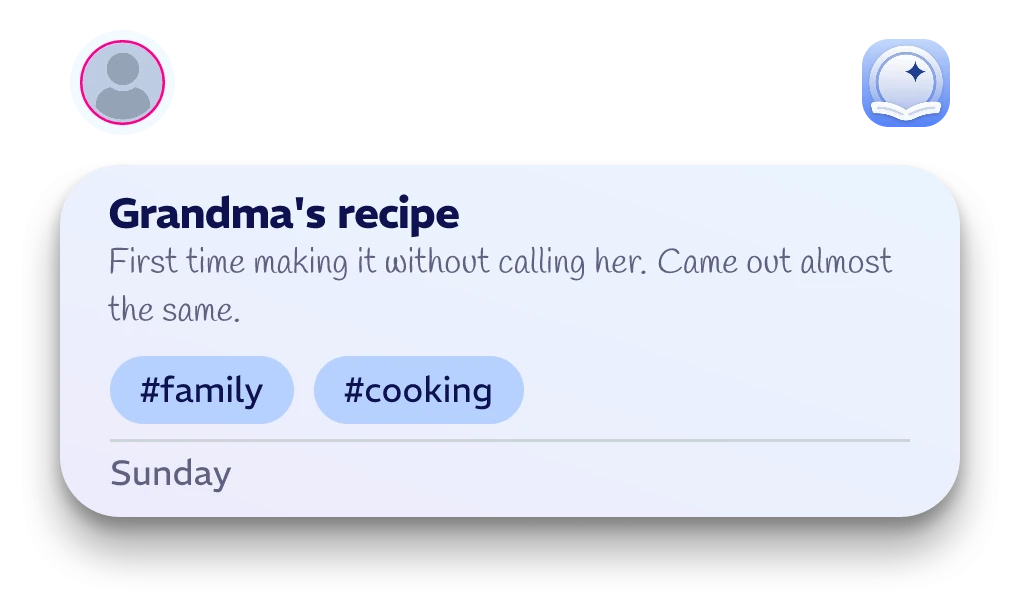 Grandma's recipe
First time making it without calling her. Came out almost
the same.
#family #cooking
Sunday